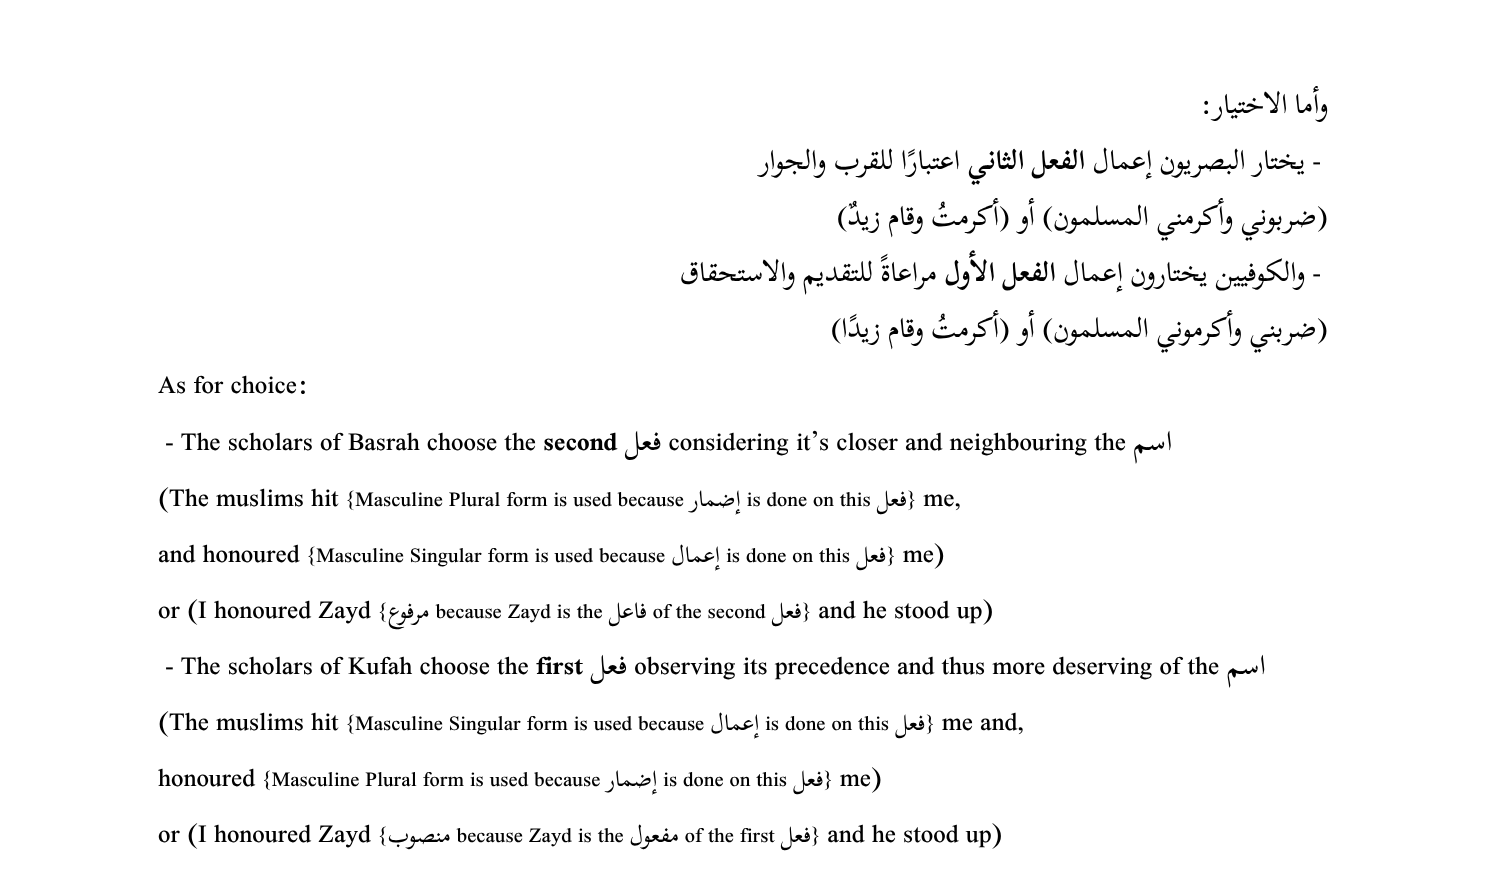 وأما الاختيار:
- يختار البصريون إعمال الفعل الثاني اعتبارًا للقرب والجوار
(ضربوني وأكرمني المسلمون) أو (أكرمتُ وقام زيدٌ)
- والكوفيين يختارون إعمال الفعل الأول مراعاةً للتقديم والاستحقاق
(ضربني وأكرموني المسلمون) أو (أكرمتُ وقام زيدًا)
As for choice:
- The scholars of Basrah choose the second فعل considering it’s closer and neighbouring the اسم
(The muslims hit {Masculine Plural form is used because إضمار is done on this فعل} me,
and honoured {Masculine Singular form is used because إعمال is done on this فعل} me)
or (I honoured Zayd {مرفوع because Zayd is the فاعل of the second فعل} and he stood up)
- The scholars of Kufah choose the first فعل observing its precedence and thus more deserving of the اسم
(The muslims hit {Masculine Singular form is used because إعمال is done on this فعل} me and,
honoured {Masculine Plural form is used because إضمار is done on this فعل} me)
or (I honoured Zayd {منصوب because Zayd is the مفعول of the first فعل} and he stood up)